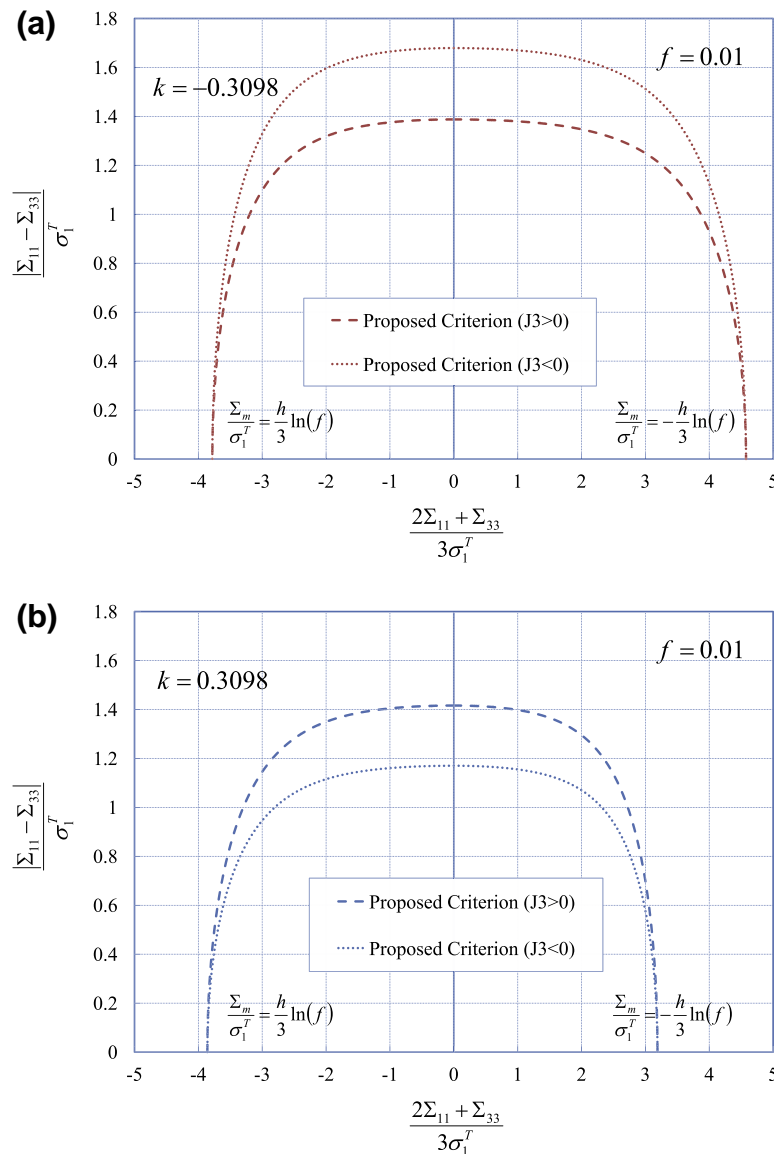 (a)
1.8
1.6
1.4
1.2
1
0.8
0.6
0.4
0.2
0
k = −0.3098
f = 0.01
|Σ₁₁ − Σ₃₃| / σ₁ᵀ
Proposed Criterion (J3>0)
Proposed Criterion (J3<0)
Σₘ/σ₁ᵀ = h/3 ln(f)
Σₘ/σ₁ᵀ = −h/3 ln(f)
-5 -4 -3 -2 -1 0 1 2 3 4 5
2Σ₁₁ + Σ₃₃ / 3σ₁ᵀ
(b)
1.8
1.6
1.4
1.2
1
0.8
0.6
0.4
0.2
0
k = 0.3098
f = 0.01
|Σ₁₁ − Σ₃₃| / σ₁ᵀ
Proposed Criterion (J3>0)
Proposed Criterion (J3<0)
Σₘ/σ₁ᵀ = h/3 ln(f)
Σₘ/σ₁ᵀ = −h/3 ln(f)
-5 -4 -3 -2 -1 0 1 2 3 4 5
2Σ₁₁ + Σ₃₃ / 3σ₁ᵀ